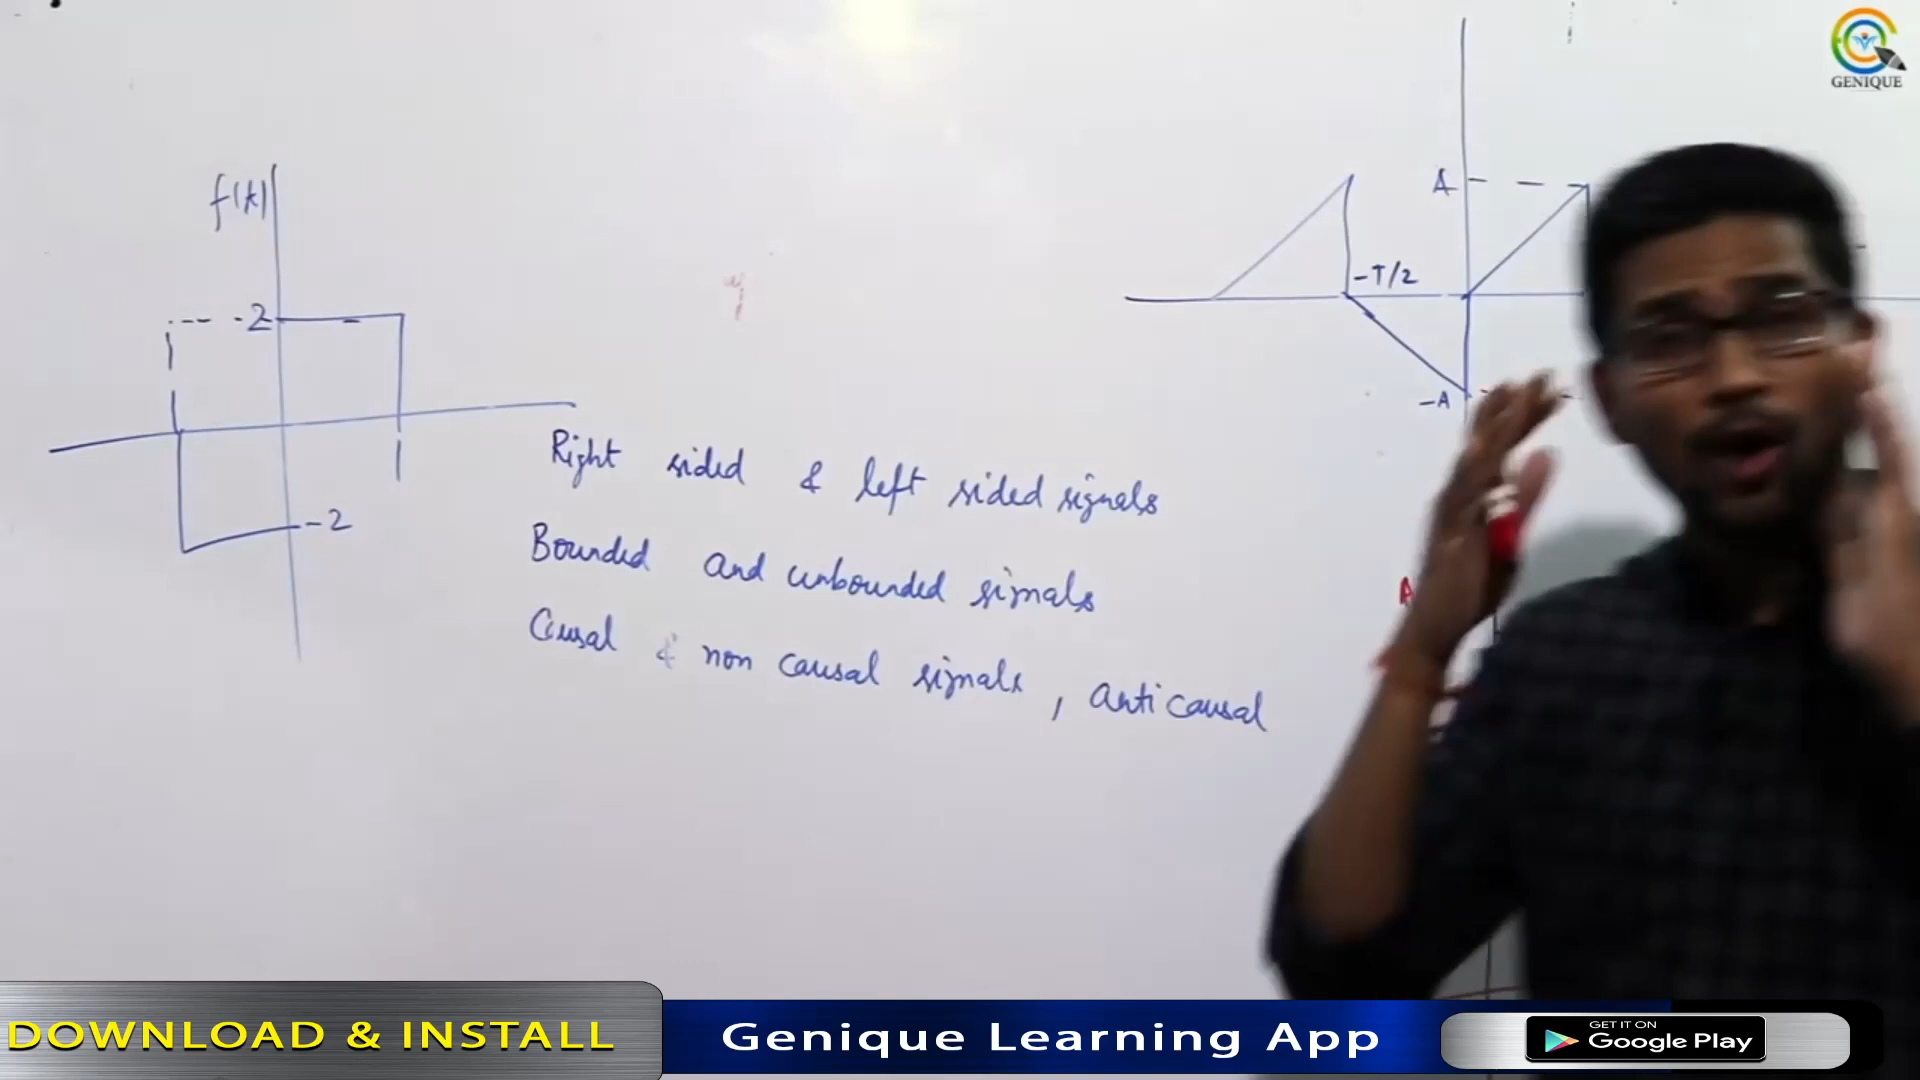 GENIQUE
f(t)
2
-2
A
-T/2
-A
Right sided & left sided signals
Bounded and unbounded signals
Causal & non causal signals, anti causal
A
DOWNLOAD & INSTALL
Genique Learning App
GET IT ON
Google Play